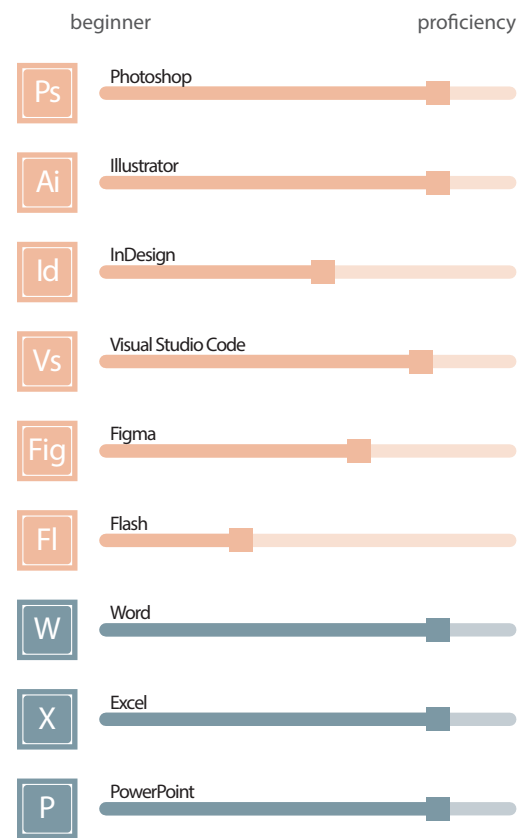 beginner proficiency
Photoshop
Ps
Illustrator
Ai
InDesign
Id
Visual Studio Code
Vs
Figma
Fig
Flash
Fl
Word
W
Excel
X
PowerPoint
P